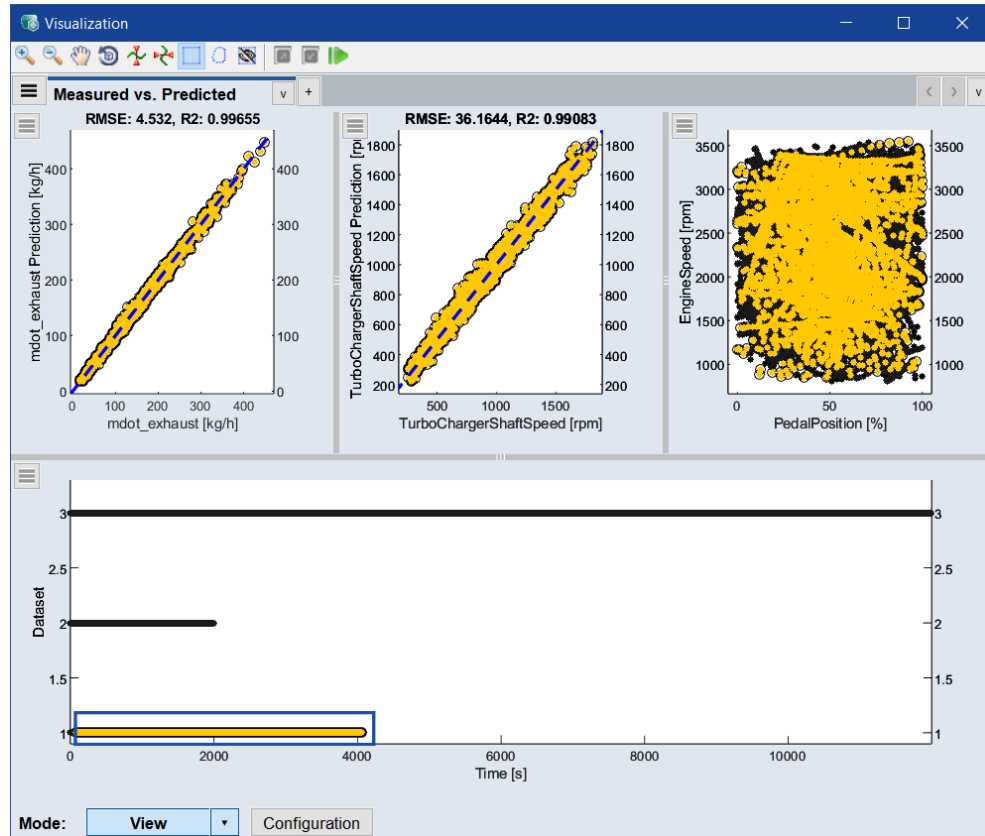 Visualization
Measured vs. Predicted
v
+
< > v
RMSE: 4.532, R2: 0.99655
mdot_exhaust Prediction [kg/h]
400
300
200
100
0
400
300
200
100
0
0 100 200 300 400
mdot_exhaust [kg/h]
RMSE: 36.1644, R2: 0.99083
TurboChargerShaftSpeed Prediction [rp
1800
1600
1400
1200
1000
800
600
400
200
1800
1600
1400
1200
1000
800
600
400
200
500 1000 1500
TurboChargerShaftSpeed [rpm]
EngineSpeed [rpm]
3500
3000
2500
2000
1500
1000
3500
3000
2500
2000
1500
1000
0 50 100
PedalPosition [%]
Dataset
3
2.5
2
1.5
1
3
2.5
2
1.5
1
0 2000 4000 6000 8000 10000
Time [s]
Mode: View Configuration